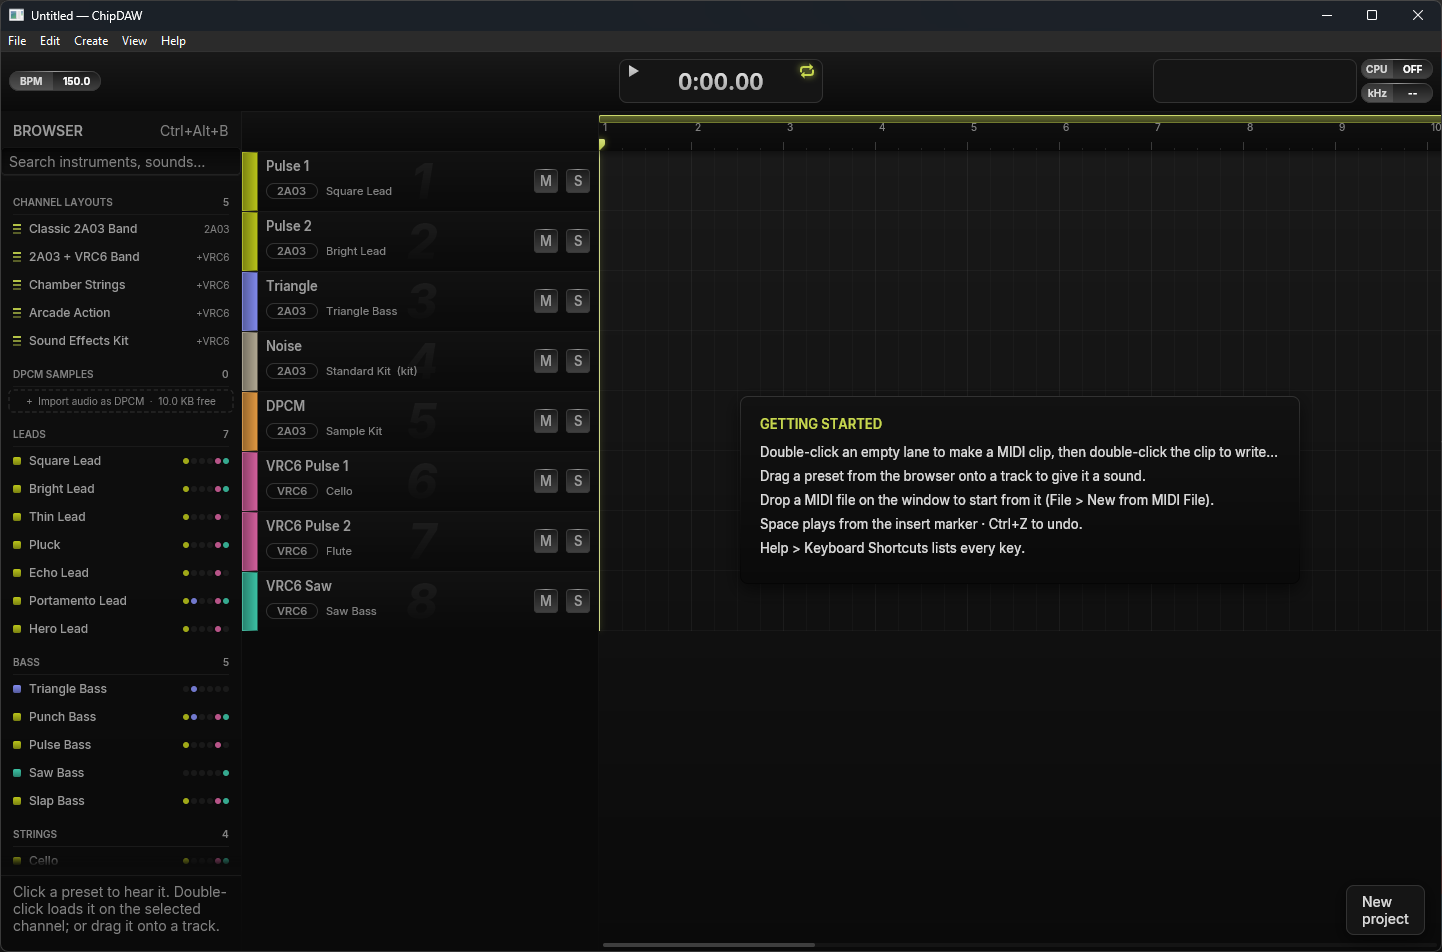 Untitled — ChipDAW
File Edit Create View Help
BPM 150.0
0:00.00
CPU OFF
kHz --
BROWSER Ctrl+Alt+B
Search instruments, sounds...
CHANNEL LAYOUTS 5
Classic 2A03 Band 2A03
2A03 + VRC6 Band +VRC6
Chamber Strings +VRC6
Arcade Action +VRC6
Sound Effects Kit +VRC6
DPCM SAMPLES 0
+ Import audio as DPCM · 10.0 KB free
LEADS 7
Square Lead
Bright Lead
Thin Lead
Pluck
Echo Lead
Portamento Lead
Hero Lead
BASS 5
Triangle Bass
Punch Bass
Pulse Bass
Saw Bass
Slap Bass
STRINGS 4
Cello
Click a preset to hear it. Double-
click loads it on the selected
channel; or drag it onto a track.
1 2 3 4 5 6 7 8 9 10
Pulse 1
2A03 Square Lead 1 M S
Pulse 2
2A03 Bright Lead 2 M S
Triangle
2A03 Triangle Bass 3 M S
Noise
2A03 Standard Kit (kit) 4 M S
DPCM
2A03 Sample Kit 5 M S
VRC6 Pulse 1
VRC6 Cello 6 M S
VRC6 Pulse 2
VRC6 Flute 7 M S
VRC6 Saw
VRC6 Saw Bass 8 M S
GETTING STARTED
Double-click an empty lane to make a MIDI clip, then double-click the clip to write...
Drag a preset from the browser onto a track to give it a sound.
Drop a MIDI file on the window to start from it (File > New from MIDI File).
Space plays from the insert marker · Ctrl+Z to undo.
Help > Keyboard Shortcuts lists every key.
New
project